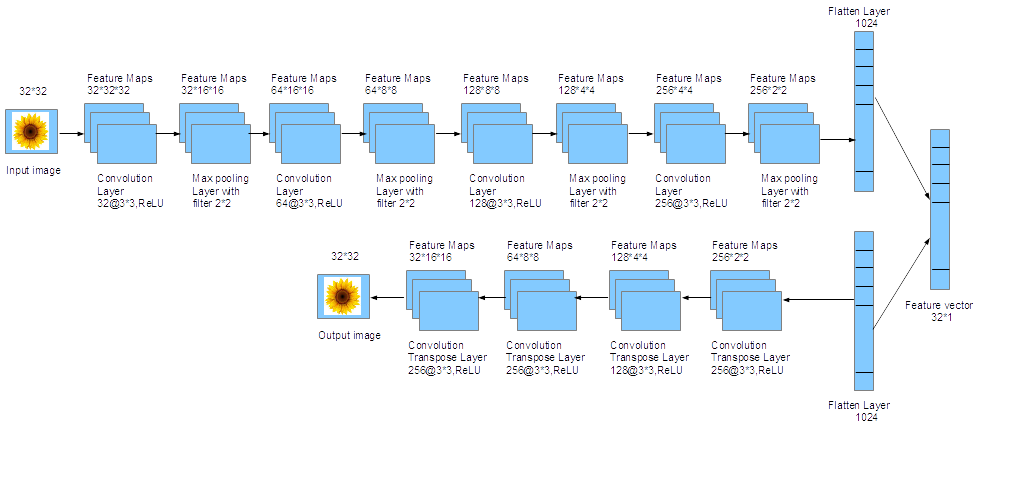 Flatten Layer
1024
32*32
Feature Maps
32*32*32
Feature Maps
32*16*16
Feature Maps
64*16*16
Feature Maps
64*8*8
Feature Maps
128*8*8
Feature Maps
128*4*4
Feature Maps
256*4*4
Feature Maps
256*2*2
Input image
Convolution
Layer
32@3*3,ReLU
Max pooling
Layer with
filter 2*2
Convolution
Layer
64@3*3,ReLU
Max pooling
Layer with
filter 2*2
Convolution
Layer
128@3*3,ReLU
Max pooling
Layer with
filter 2*2
Convolution
Layer
256@3*3,ReLU
Max pooling
Layer with
filter 2*2
32*32
Feature Maps
32*16*16
Feature Maps
64*8*8
Feature Maps
128*4*4
Feature Maps
256*2*2
Feature vector
32*1
Output image
Convolution
Transpose Layer
256@3*3,ReLU
Convolution
Transpose Layer
256@3*3,ReLU
Convolution
Transpose Layer
128@3*3,ReLU
Convolution
Transpose Layer
256@3*3,ReLU
Flatten Layer
1024